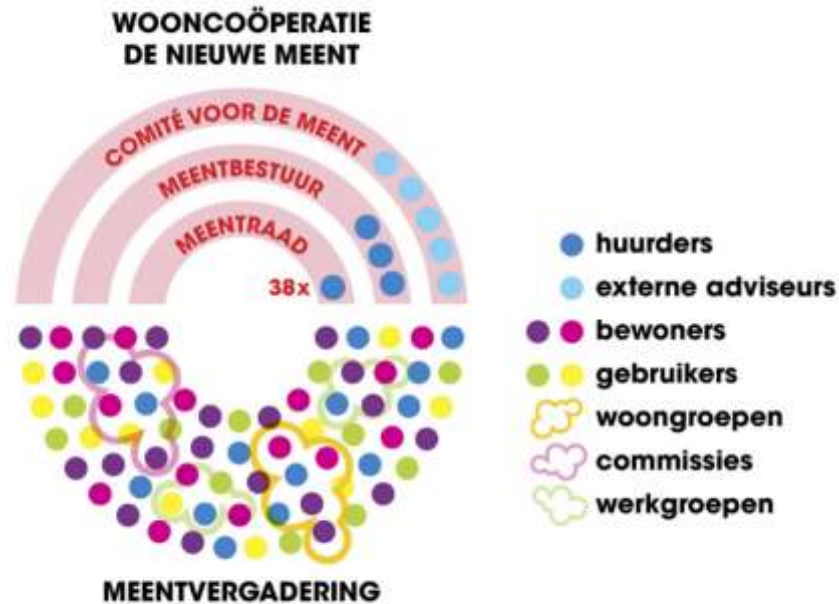 WOONCOÖPERATIE
DE NIEUWE MEENT
COMITÉ VOOR DE MEENT
MEENTBESTUUR
MEENTRAAD
38x
huurders
externe adviseurs
bewoners
gebruikers
woongroepen
commissies
werkgroepen
MEENTVERGADERING